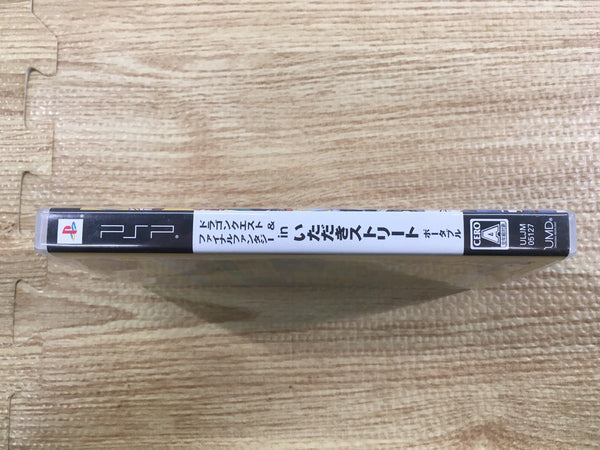 PSP
ドラゴンクエスト &
ファイナルファンタジー
in
いただきストリート
ポータブル
CERO
A
ULJM
05127
UMD